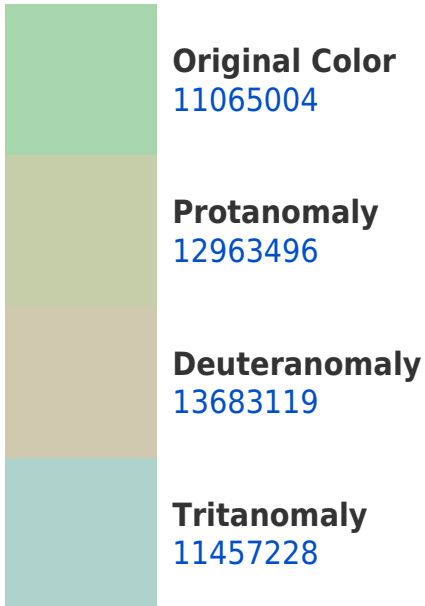 Original Color
11065004
Protanomaly
12963496
Deuteranomaly
13683119
Tritanomaly
11457228